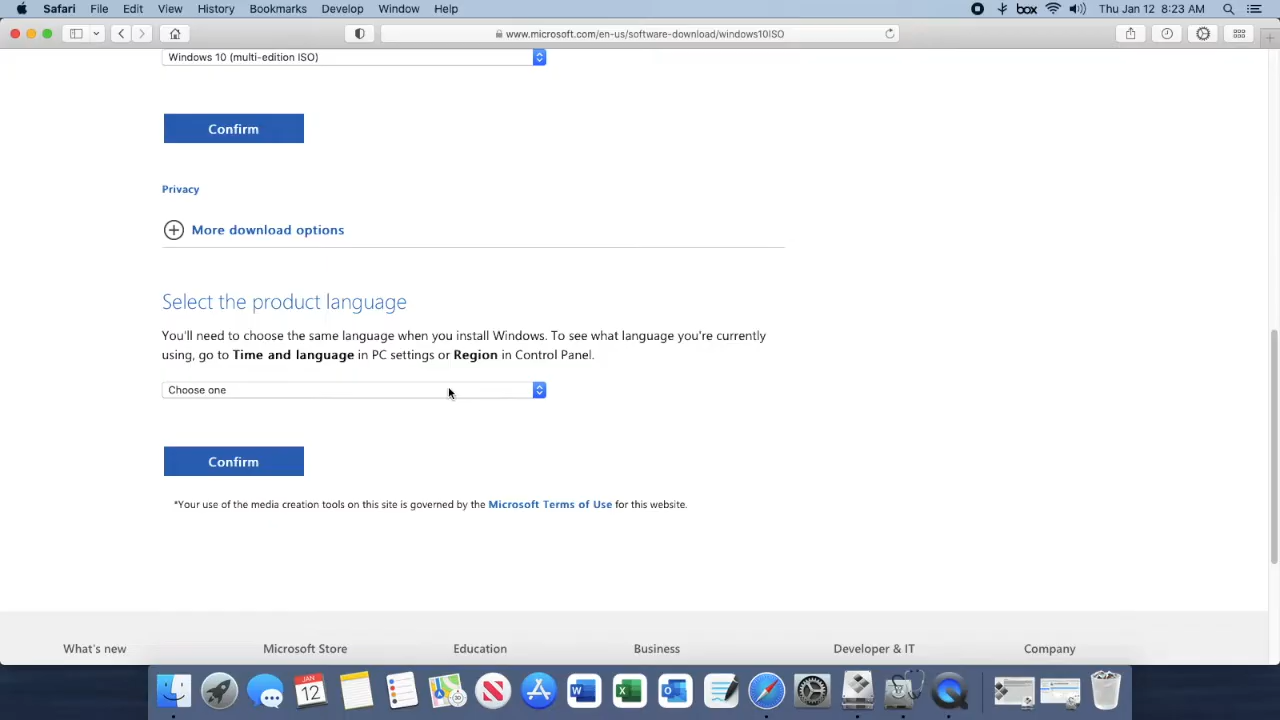 Safari File Edit View History Bookmarks Develop Window Help box Thu Jan 12 8:23 AM
www.microsoft.com/en-us/software-download/windows10ISO
Windows 10 (multi-edition ISO)
Confirm
Privacy
More download options
Select the product language
You'll need to choose the same language when you install Windows. To see what language you're currently
using, go to Time and language in PC settings or Region in Control Panel.
Choose one
Confirm
*Your use of the media creation tools on this site is governed by the Microsoft Terms of Use for this website.
What's new Microsoft Store Education Business Developer & IT Company
JAN
12